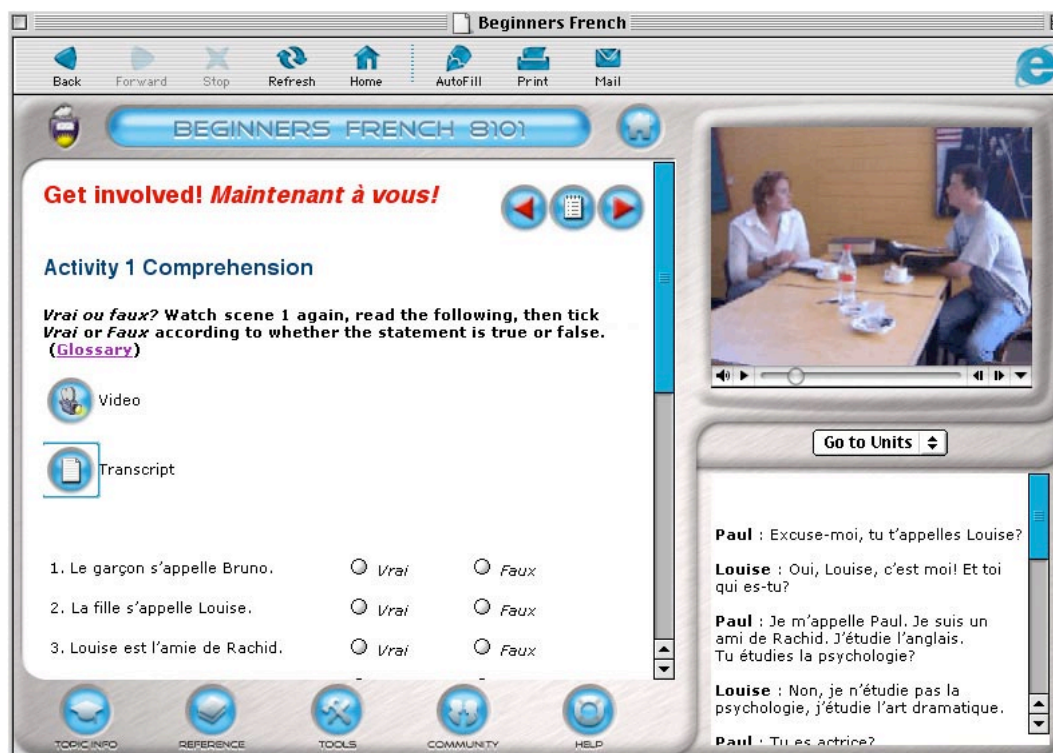 Beginners French
Back Forward Stop Refresh Home AutoFill Print Mail
BEGINNERS FRENCH 8101
Get involved! Maintenant à vous!
Activity 1 Comprehension
Vrai ou faux? Watch scene 1 again, read the following, then tick
Vrai or Faux according to whether the statement is true or false.
(Glossary)
Video
Transcript
1. Le garçon s'appelle Bruno. Vrai Faux
2. La fille s'appelle Louise. Vrai Faux
3. Louise est l'amie de Rachid. Vrai Faux
TOPIC INFO REFERENCE TOOLS COMMUNITY HELP
Go to Units
Paul : Excuse-moi, tu t'appelles Louise?
Louise : Oui, Louise, c'est moi! Et toi
qui es-tu?
Paul : Je m'appelle Paul. Je suis un
ami de Rachid. J'étudie l'anglais.
Tu étudies la psychologie?
Louise : Non, je n'étudie pas la
psychologie, j'étudie l'art dramatique.
Paul : Tu es actrice?